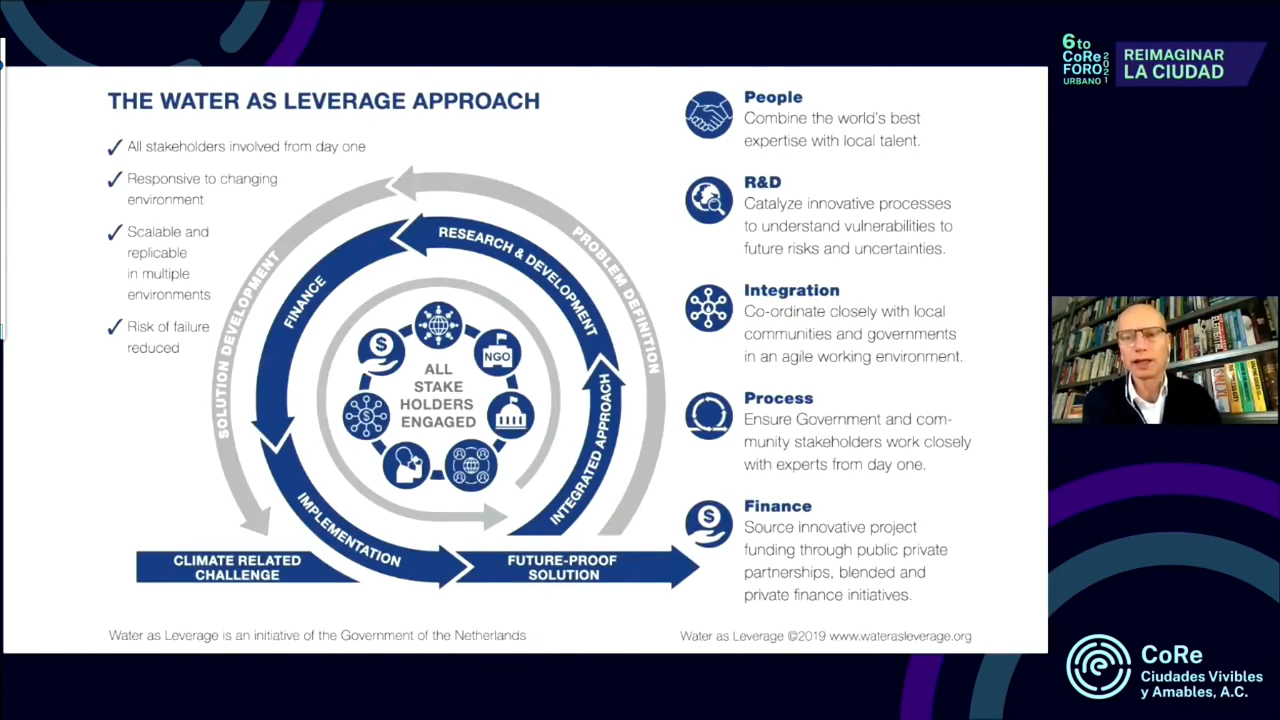 6to
CoRe
FORO
URBANO
2021
REIMAGINAR
LA CIUDAD
THE WATER AS LEVERAGE APPROACH
✓ All stakeholders involved from day one
✓ Responsive to changing
environment
✓ Scalable and
replicable
in multiple
environments
✓ Risk of failure
reduced
SOLUTION DEVELOPMENT
PROBLEM DEFINITION
FINANCE
RESEARCH & DEVELOPMENT
INTEGRATED APPROACH
IMPLEMENTATION
$
NGO
$
ALL
STAKE
HOLDERS
ENGAGED
CLIMATE RELATED
CHALLENGE
FUTURE-PROOF
SOLUTION
People
Combine the world's best
expertise with local talent.
R&D
Catalyze innovative processes
to understand vulnerabilities to
future risks and uncertainties.
Integration
Co-ordinate closely with local
communities and governments
in an agile working environment.
Process
Ensure Government and com-
munity stakeholders work closely
with experts from day one.
$
Finance
Source innovative project
funding through public private
partnerships, blended and
private finance initiatives.
Water as Leverage is an initiative of the Government of the Netherlands
Water as Leverage ©2019 www.waterasleverage.org
CoRe
Ciudades Vivibles
y Amables, A.C.